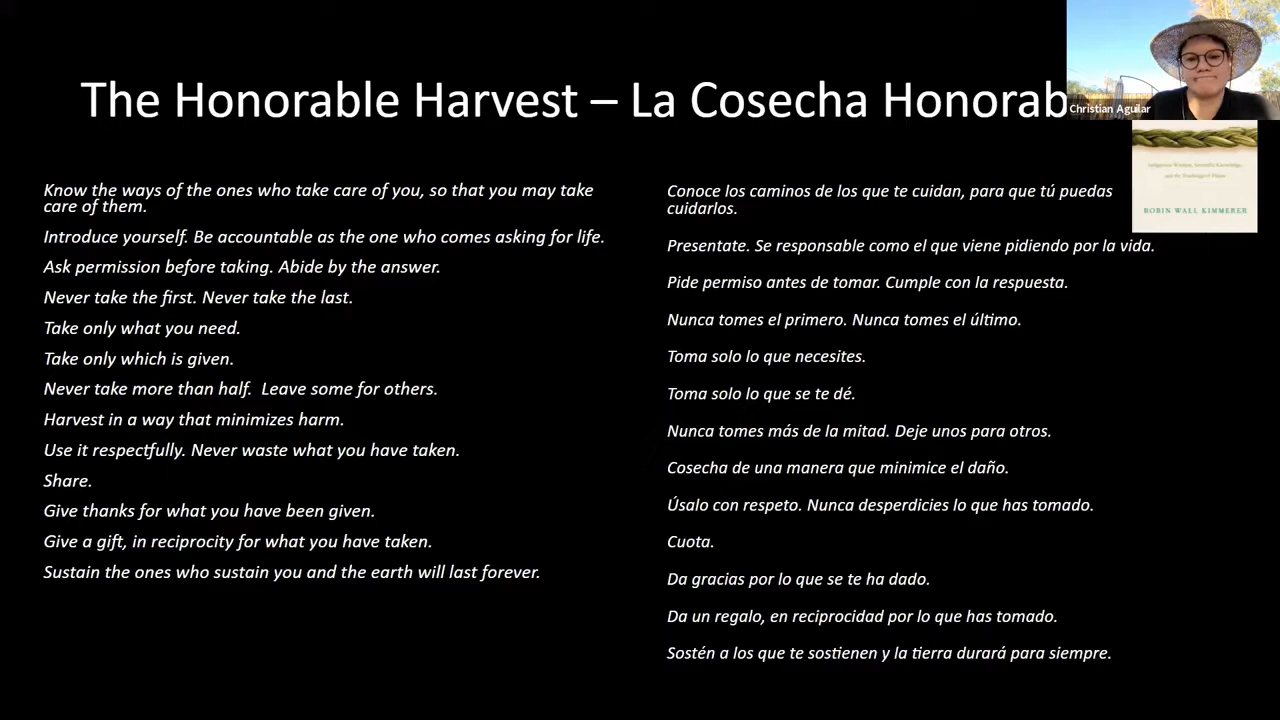 The Honorable Harvest – La Cosecha Honorab
Christian Aguilar
Indigenous Wisdom, Scientific Knowledge,
and the Teachings of Plants
ROBIN WALL KIMMERER
Know the ways of the ones who take care of you, so that you may take
care of them.
Introduce yourself. Be accountable as the one who comes asking for life.
Ask permission before taking. Abide by the answer.
Never take the first. Never take the last.
Take only what you need.
Take only which is given.
Never take more than half.  Leave some for others.
Harvest in a way that minimizes harm.
Use it respectfully. Never waste what you have taken.
Share.
Give thanks for what you have been given.
Give a gift, in reciprocity for what you have taken.
Sustain the ones who sustain you and the earth will last forever.
Conoce los caminos de los que te cuidan, para que tú puedas
cuidarlos.
Presentate. Se responsable como el que viene pidiendo por la vida.
Pide permiso antes de tomar. Cumple con la respuesta.
Nunca tomes el primero. Nunca tomes el último.
Toma solo lo que necesites.
Toma solo lo que se te dé.
Nunca tomes más de la mitad. Deje unos para otros.
Cosecha de una manera que minimice el daño.
Úsalo con respeto. Nunca desperdicies lo que has tomado.
Cuota.
Da gracias por lo que se te ha dado.
Da un regalo, en reciprocidad por lo que has tomado.
Sostén a los que te sostienen y la tierra durará para siempre.